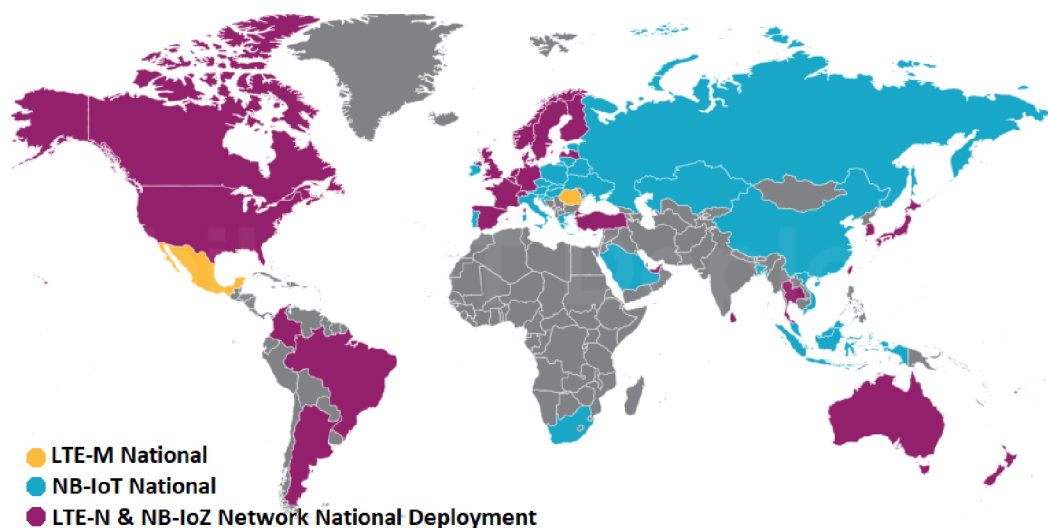 LTE-M National
NB-IoT National
LTE-N & NB-IoZ Network National Deployment